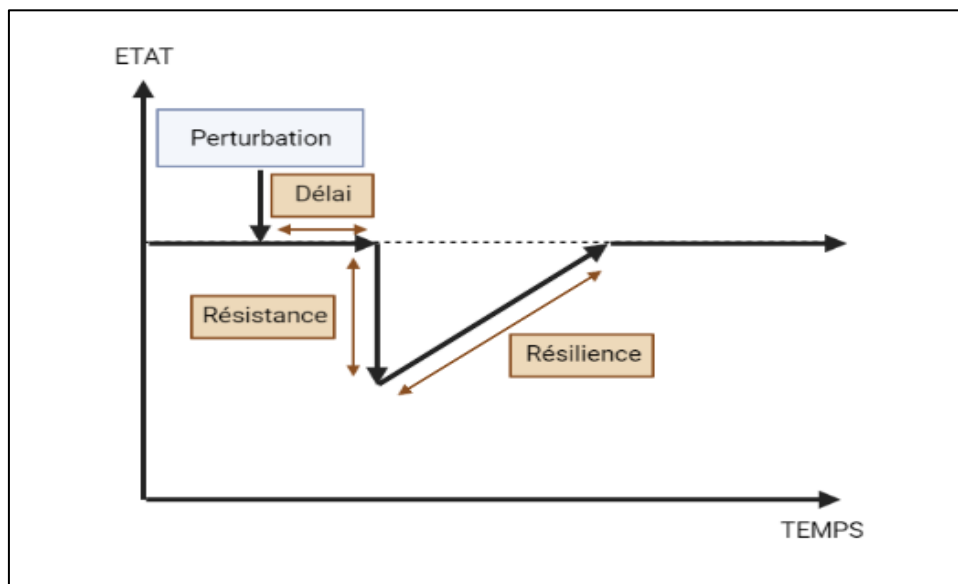 ETAT
Perturbation
Délai
Résistance
Résilience
TEMPS